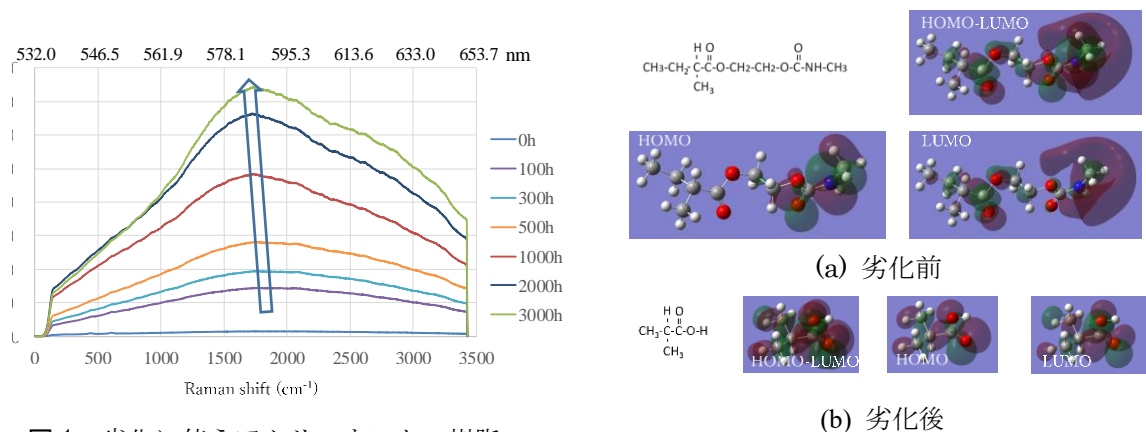 532.0 546.5 561.9 578.1 595.3 613.6 633.0 653.7 nm
0h
100h
300h
500h
1000h
2000h
3000h
0 500 1000 1500 2000 2500 3000 3500
Raman shift (cm⁻¹)
H O
CH₃-CH₂-C-C-O-CH₂-CH₂-O-C-NH-CH₃
O
CH₃
HOMO-LUMO
HOMO
LUMO
(a) 劣化前
H O
CH₃-C-C-O-H
CH₃
HOMO-LUMO
HOMO
LUMO
(b) 劣化後